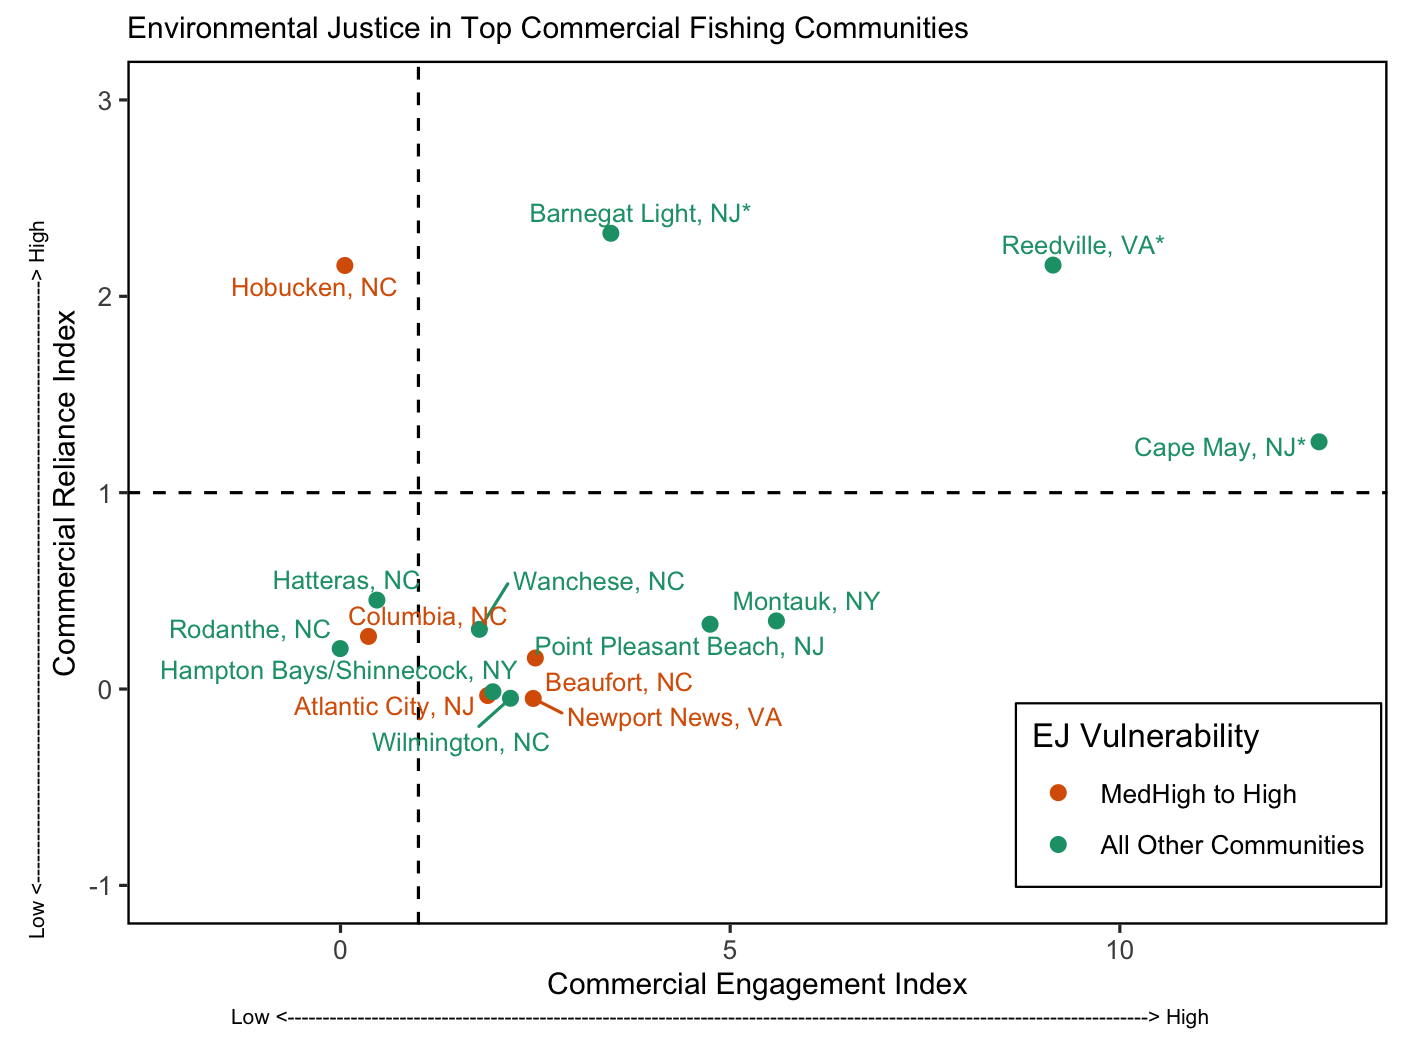 Environmental Justice in Top Commercial Fishing Communities
3
2
1
0
-1
Low <--------------------------------------------------------------------------------> High
Commercial Reliance Index
Barnegat Light, NJ*
Reedville, VA*
Hobucken, NC
Cape May, NJ*
Hatteras, NC
Wanchese, NC
Montauk, NY
Columbia, NC
Rodanthe, NC
Point Pleasant Beach, NJ
Hampton Bays/Shinnecock, NY
Beaufort, NC
Atlantic City, NJ
Newport News, VA
Wilmington, NC
EJ Vulnerability
MedHigh to High
All Other Communities
0
5
10
Commercial Engagement Index
Low <--------------------------------------------------------------------------------------------------------------------------> High